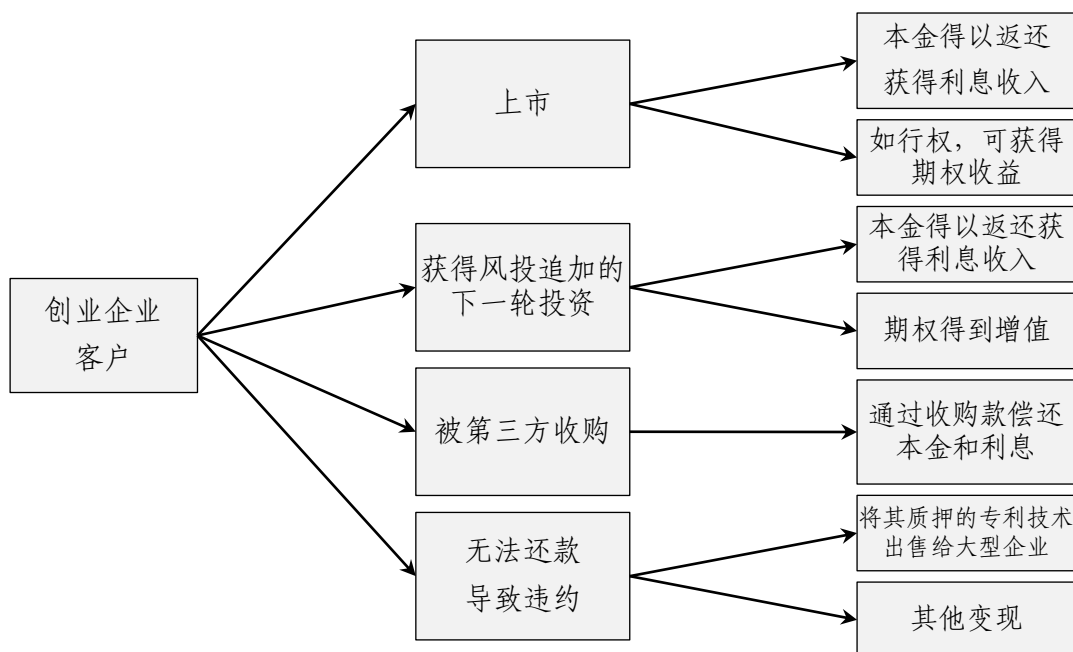 创业企业
客户
上市
获得风投追加的
下一轮投资
被第三方收购
无法还款
导致违约
本金得以返还
获得利息收入
如行权，可获得
期权收益
本金得以返还获
得利息收入
期权得到增值
通过收购款偿还
本金和利息
将其质押的专利技术
出售给大型企业
其他变现